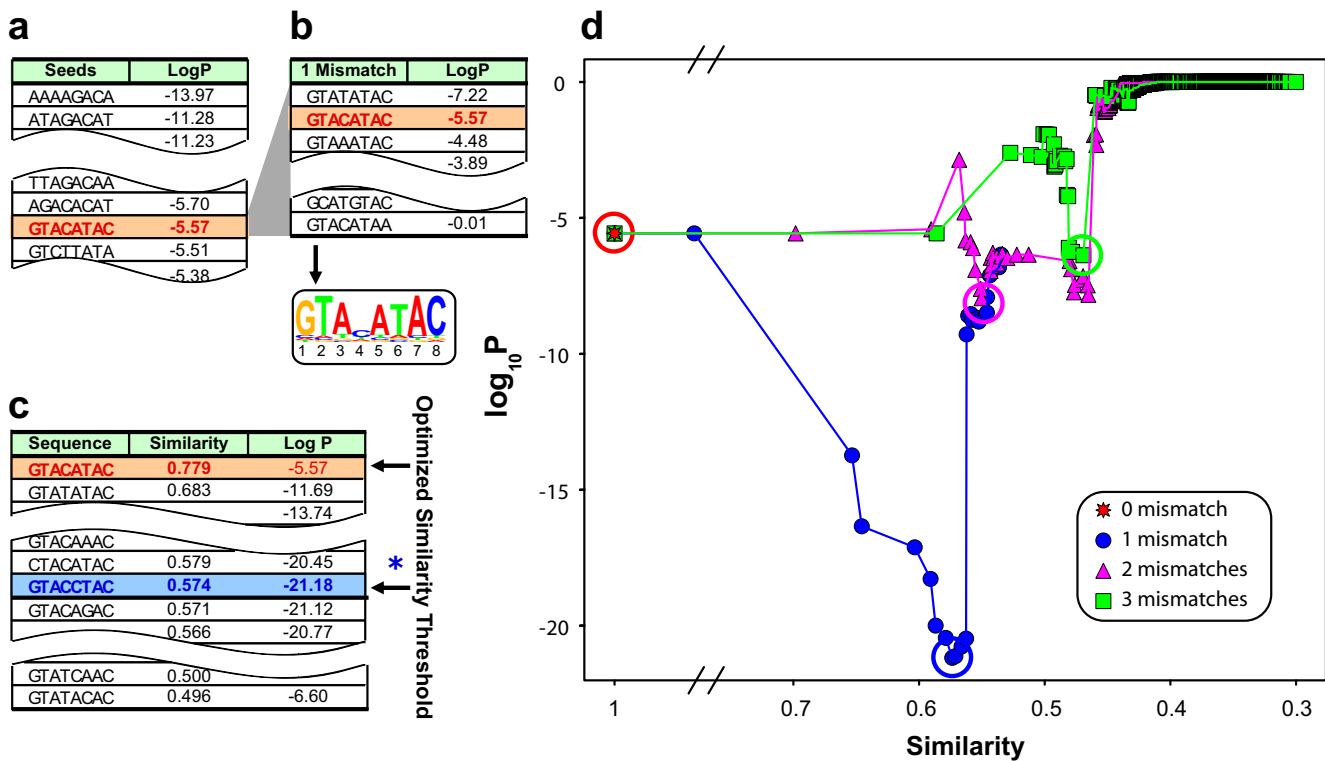 a
Seeds LogP
AAAAGACA -13.97
ATAGACAT -11.28
-11.23
TTAGACAA
AGACACAT -5.70
GTACATAC -5.57
GTCTTATA -5.51
-5.38
b
1 Mismatch LogP
GTATATAC -7.22
GTACATAC -5.57
GTAAATAC -4.48
-3.89
GCATGTAC
GTACATAA -0.01
GTACATAC
1 2 3 4 5 6 7 8
c
Sequence Similarity Log P
GTACATAC 0.779 -5.57
GTATATAC 0.683 -11.69
-13.74
GTACAAAC
CTACATAC 0.579 -20.45
GTACCTAC 0.574 -21.18
GTACAGAC 0.571 -21.12
0.566 -20.77
GTATCAAC 0.500
GTATACAC 0.496 -6.60
*
Optimized Similarity Threshold
d
log10P
0
-5
-10
-15
-20
0 mismatch
1 mismatch
2 mismatches
3 mismatches
1 0.7 0.6 0.5 0.4 0.3
Similarity